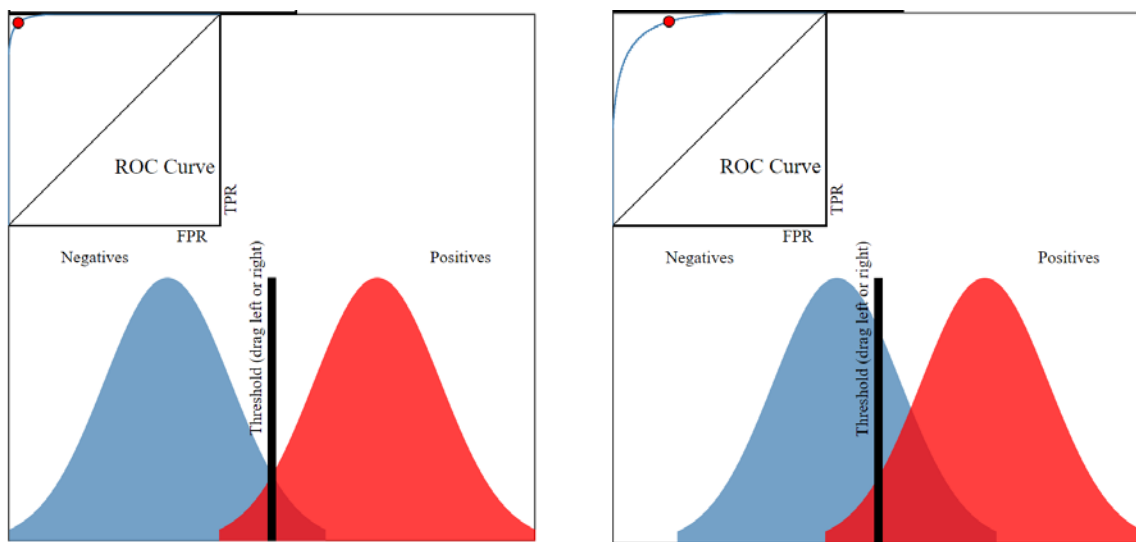 ROC Curve
TPR
FPR
Negatives
Positives
Threshold (drag left or right)
ROC Curve
TPR
FPR
Negatives
Positives
Threshold (drag left or right)